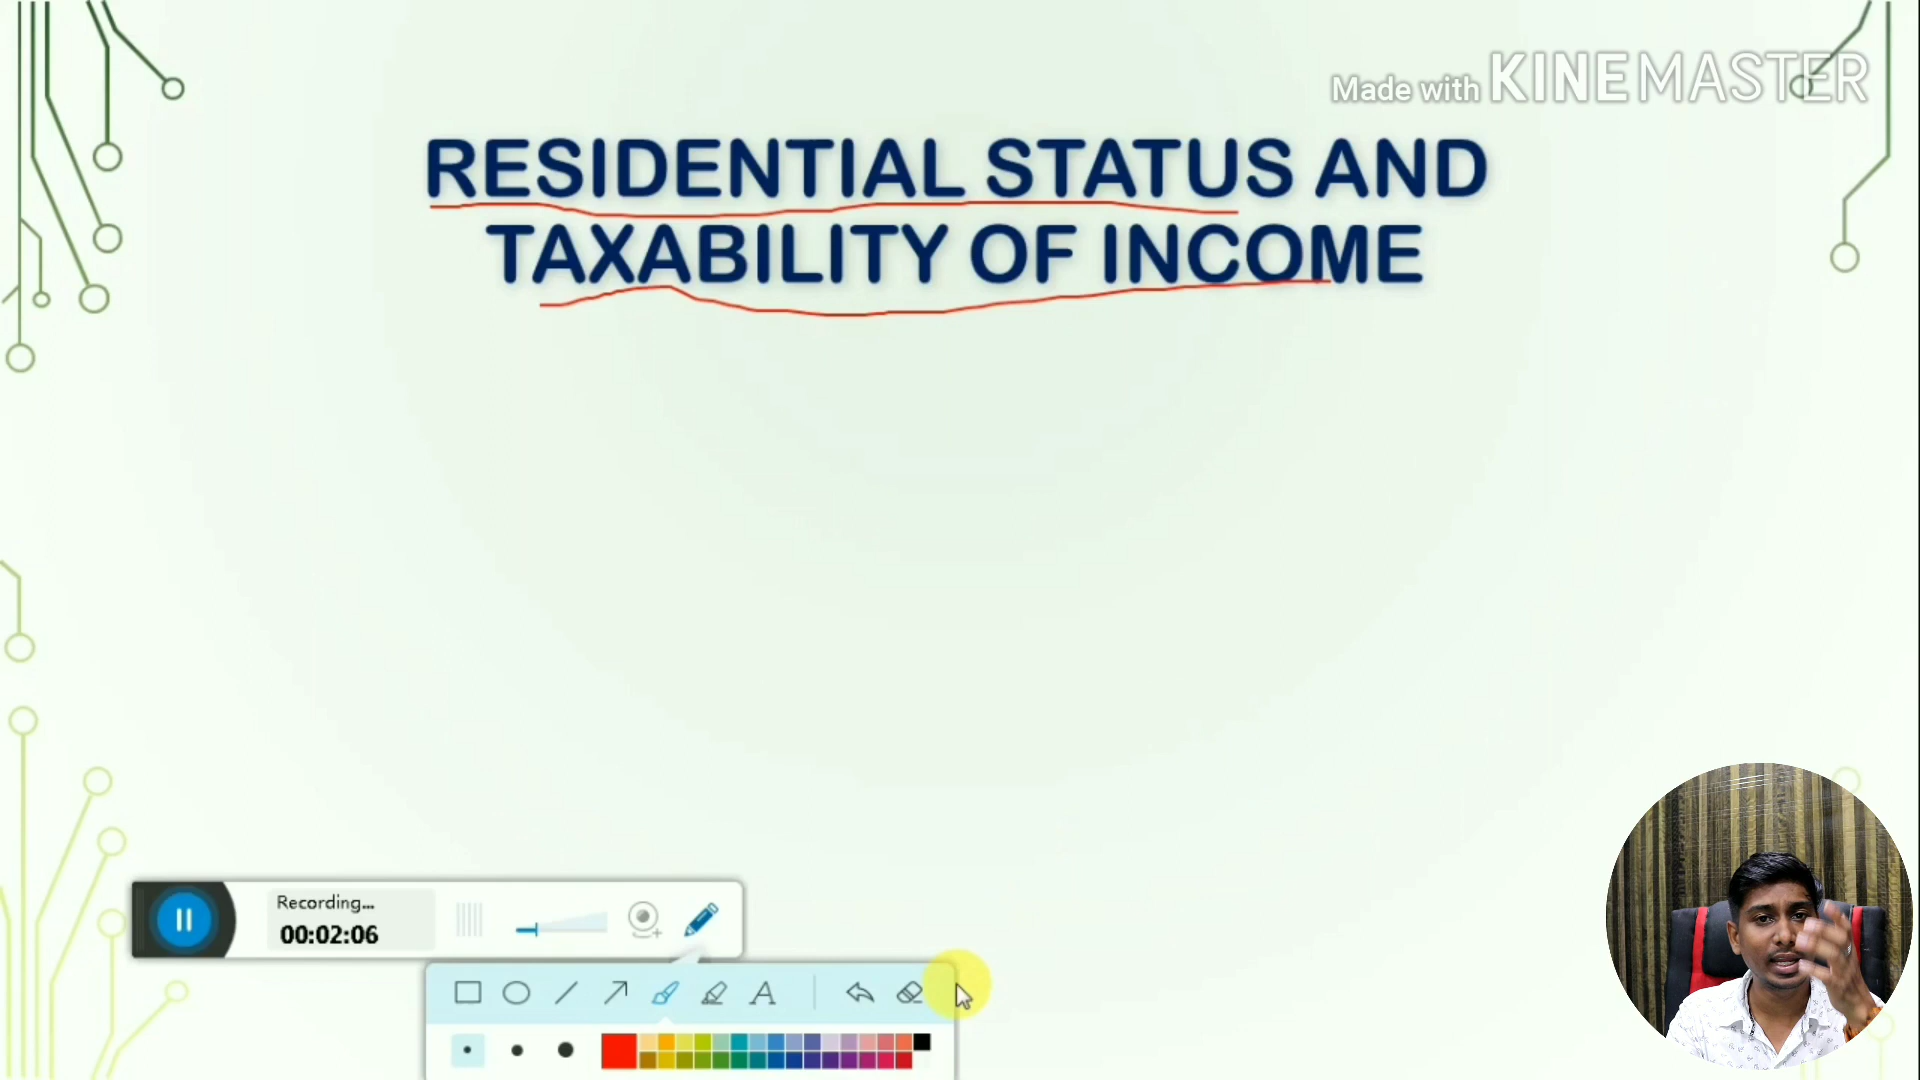 Made with KINEMASTER
RESIDENTIAL STATUS AND
TAXABILITY OF INCOME
Recording...
00:02:06
A